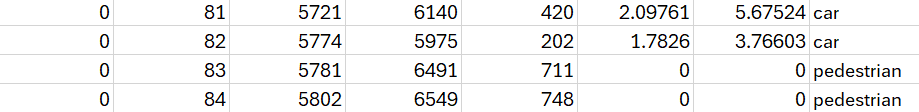 0 81 5721 6140 420 2.09761 5.67524 car
0 82 5774 5975 202 1.7826 3.76603 car
0 83 5781 6491 711 0 0 pedestrian
0 84 5802 6549 748 0 0 pedestrian